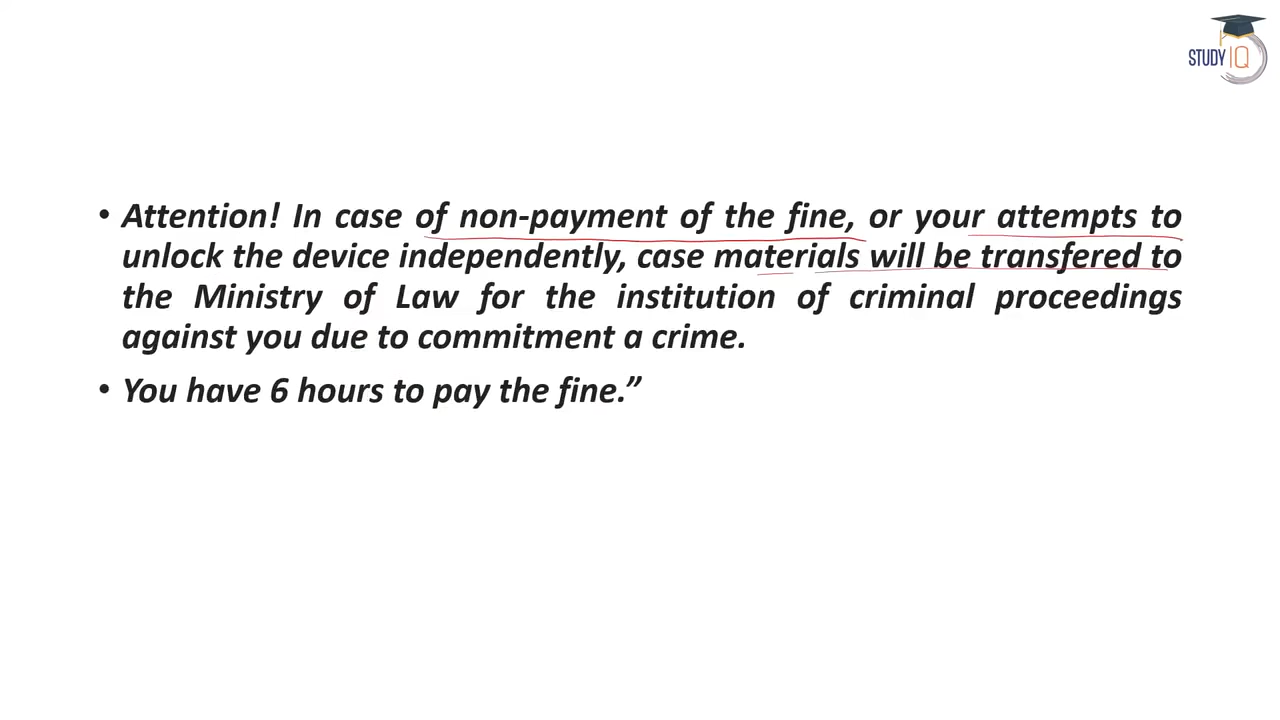 STUDY IQ
• Attention! In case of non-payment of the fine, or your attempts to
unlock the device independently, case materials will be transfered to
the Ministry of Law for the institution of criminal proceedings
against you due to commitment a crime.
• You have 6 hours to pay the fine.”